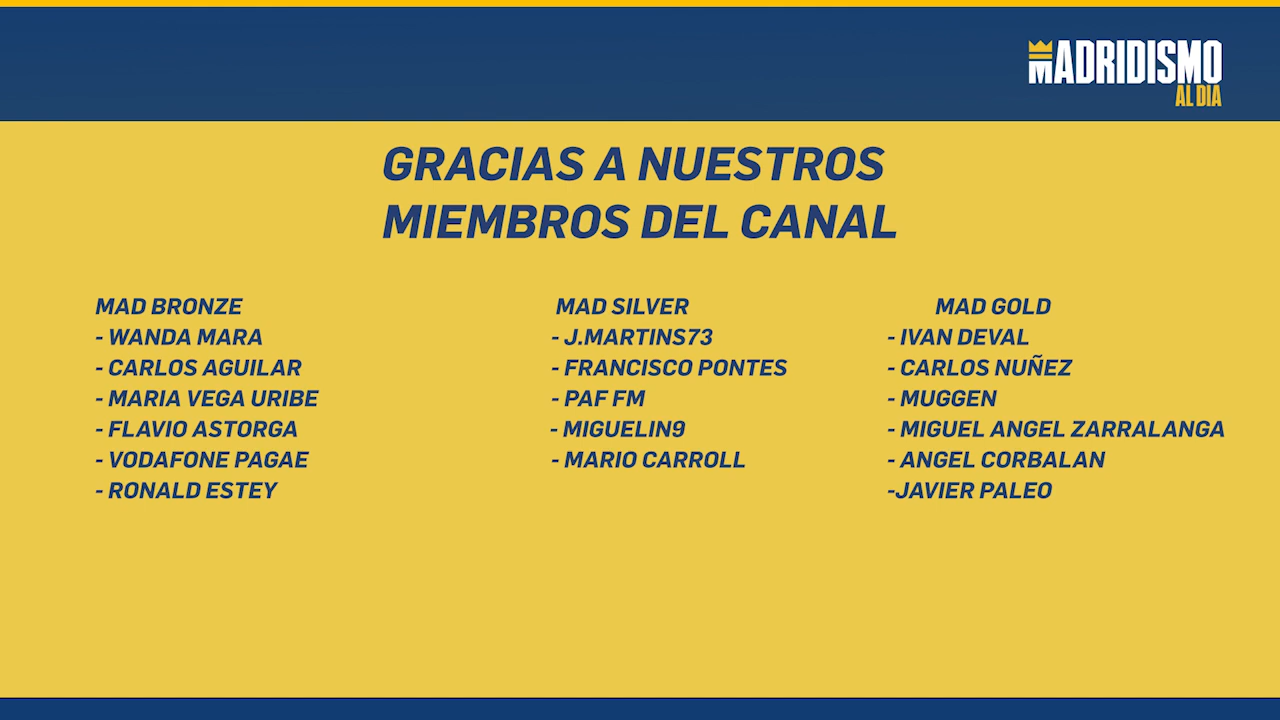 MADRIDISMO
AL DIA
GRACIAS A NUESTROS
MIEMBROS DEL CANAL
MAD BRONZE
- WANDA MARA
- CARLOS AGUILAR
- MARIA VEGA URIBE
- FLAVIO ASTORGA
- VODAFONE PAGAE
- RONALD ESTEY
MAD SILVER
- J.MARTINS73
- FRANCISCO PONTES
- PAF FM
- MIGUELIN9
- MARIO CARROLL
MAD GOLD
- IVAN DEVAL
- CARLOS NUÑEZ
- MUGGEN
- MIGUEL ANGEL ZARRALANGA
- ANGEL CORBALAN
-JAVIER PALEO